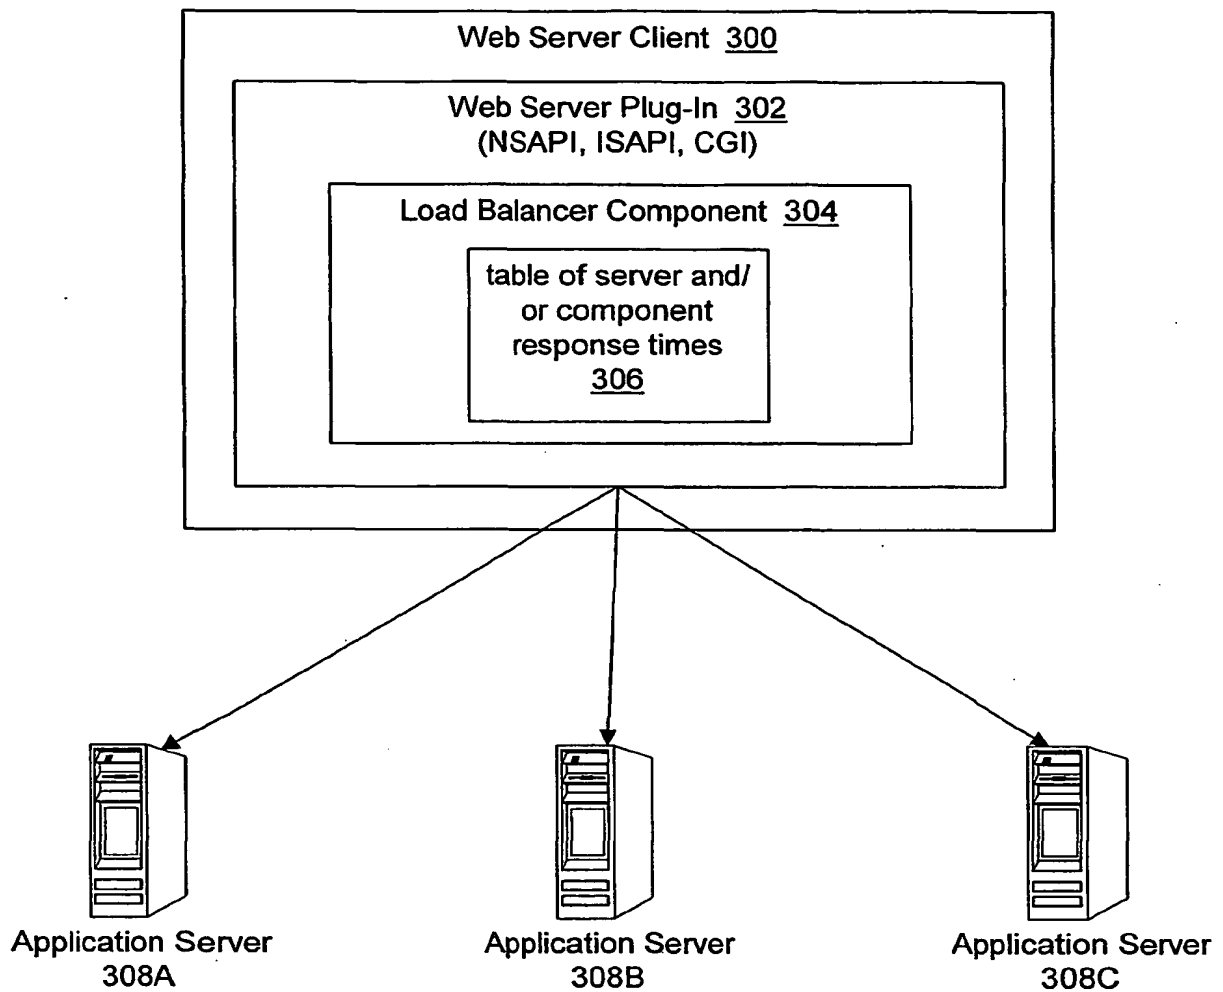 Web Server Client 300
Web Server Plug-In 302
(NSAPI, ISAPI, CGI)
Load Balancer Component 304
table of server and/
or component
response times
306
Application Server
308A
Application Server
308B
Application Server
308C